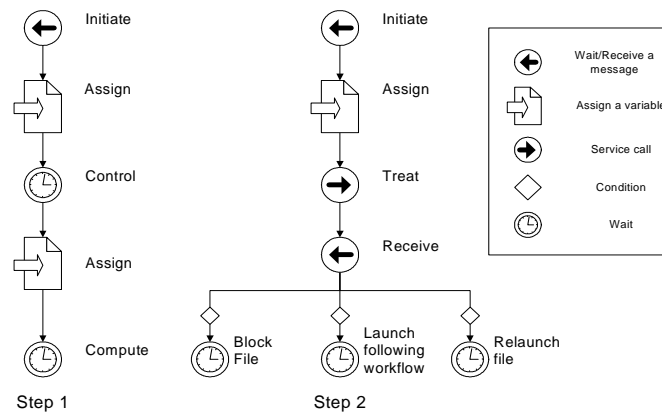 Initiate
Assign
Control
Assign
Compute
Step 1
Initiate
Assign
Treat
Receive
Block
File
Launch
following
workflow
Relaunch
file
Step 2
Wait/Receive a
message
Assign a variable
Service call
Condition
Wait